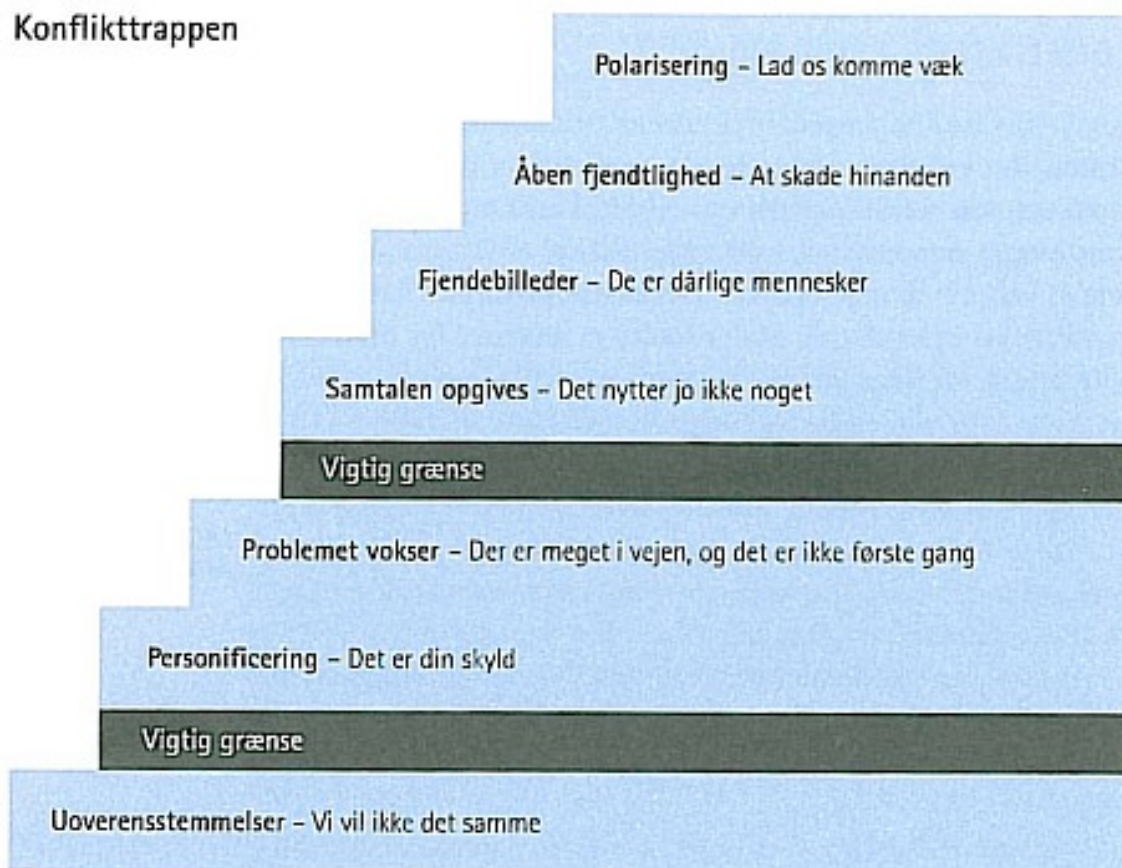 Konflikttrappen
Polarisering – Lad os komme væk
Åben fjendtlighed – At skade hinanden
Fjendebilleder – De er dårlige mennesker
Samtalen opgives – Det nytter jo ikke noget
Vigtig grænse
Problemet vokser – Der er meget i vejen, og det er ikke første gang
Personificering – Det er din skyld
Vigtig grænse
Uoverensstemmelser – Vi vil ikke det samme